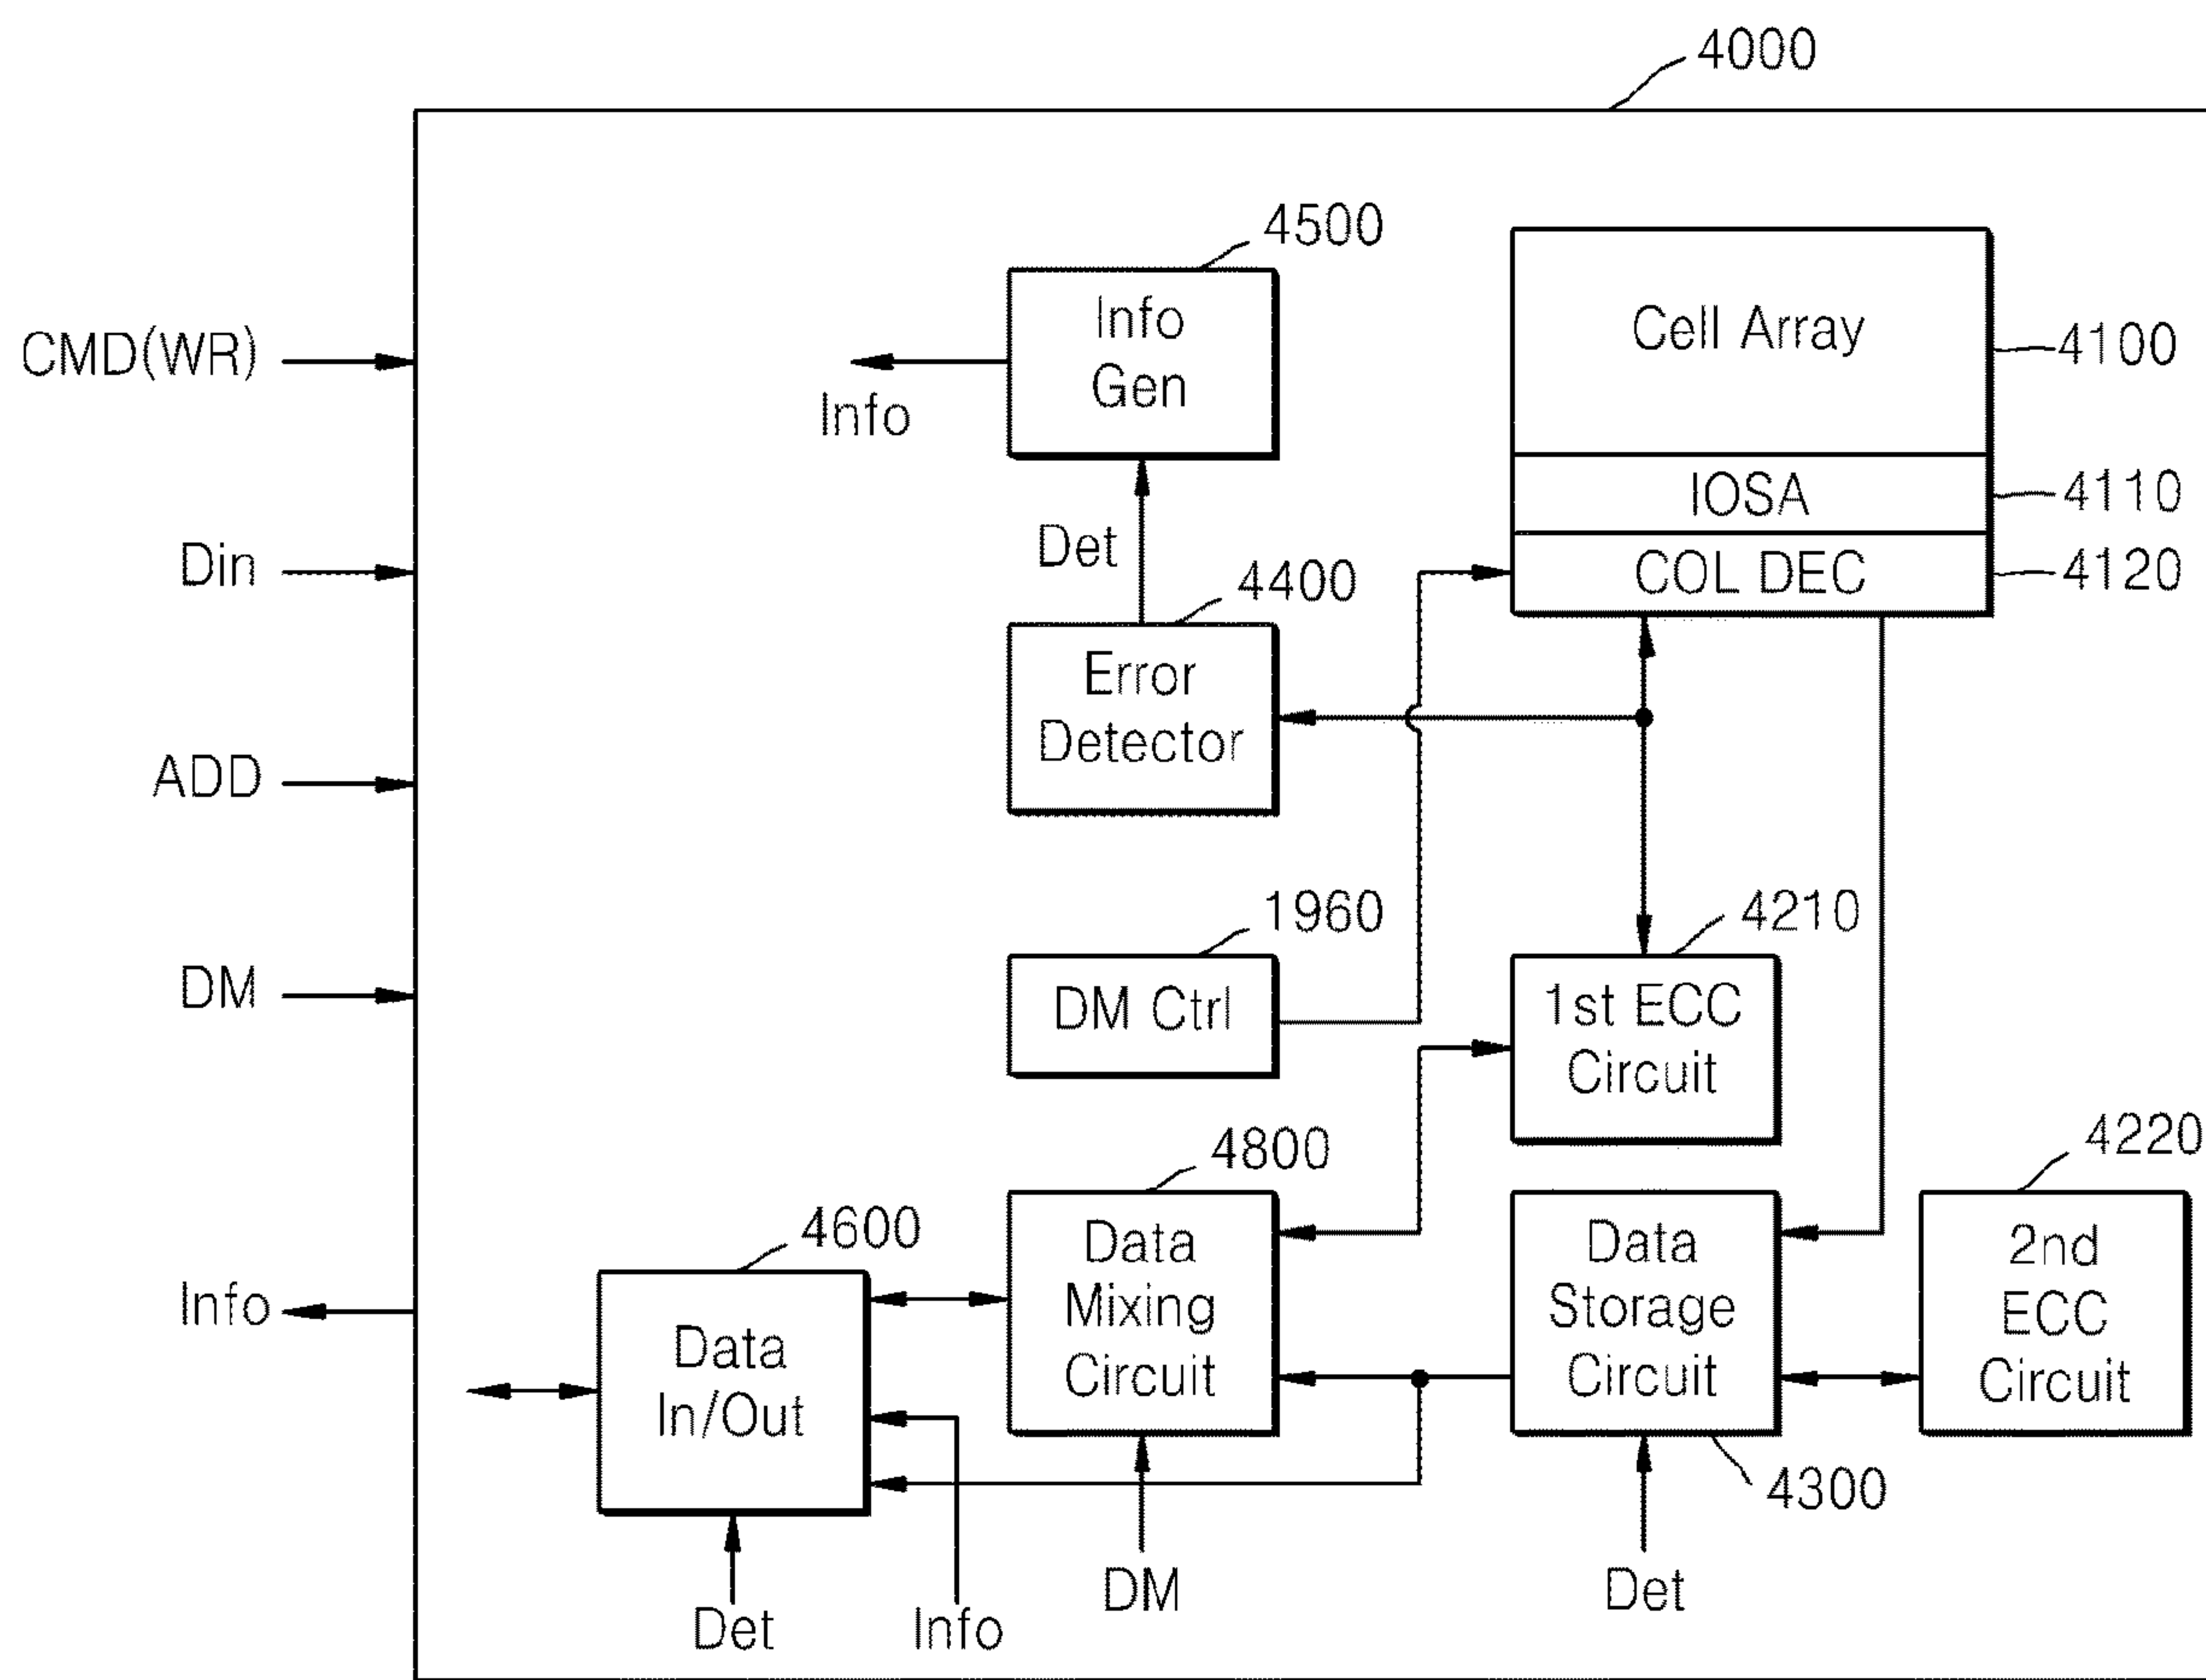 4000
CMD(WR)
Din
ADD
DM
Info
4500
Info
Gen
Info
Det
4400
Error
Detector
Cell Array
4100
IOSA
4110
COL DEC
4120
1960
DM Ctrl
4210
1st ECC
Circuit
4800
Data
Mixing
Circuit
4600
Data
In/Out
Data
Storage
Circuit
4300
4220
2nd
ECC
Circuit
Det
Info
DM
Det